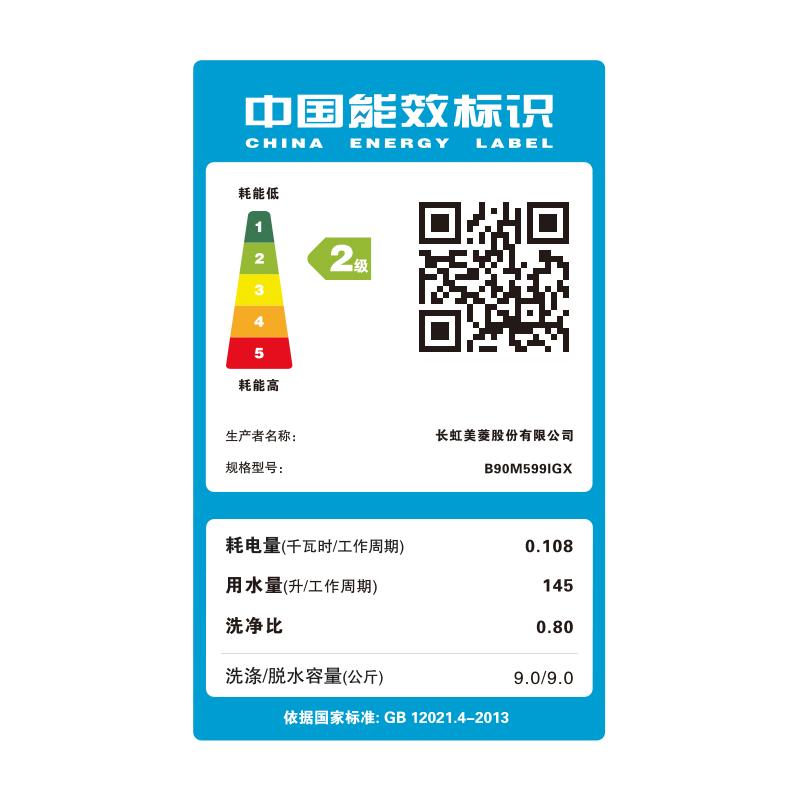 中国能效标识
CHINA ENERGY LABEL
耗能低
1
2
3
4
5
耗能高
2级
生产者名称: 长虹美菱股份有限公司
规格型号: B90M599IGX
耗电量(千瓦时/工作周期) 0.108
用水量(升/工作周期) 145
洗净比 0.80
洗涤/脱水容量(公斤) 9.0/9.0
依据国家标准: GB 12021.4-2013